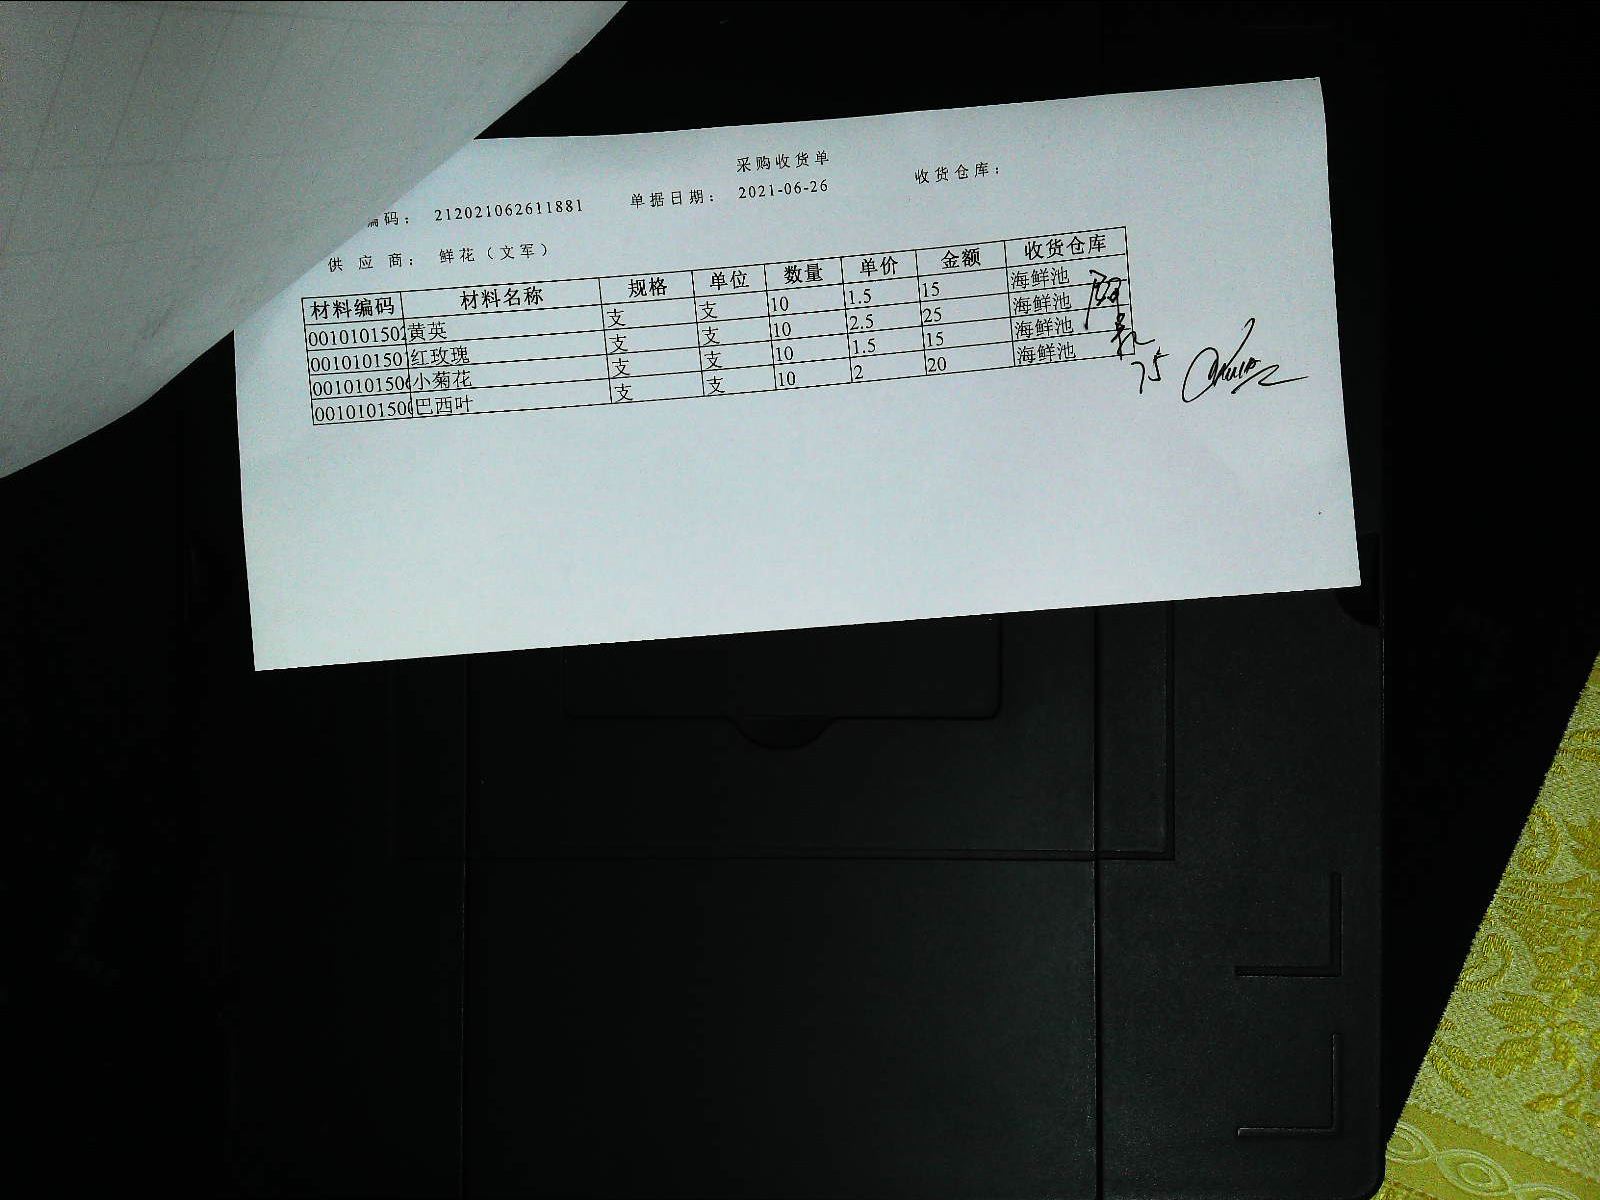 采购收货单
编码： 212021062611881 单据日期： 2021-06-26 收货仓库：
供应商： 鲜花（文军）
材料编码 材料名称 规格 单位 数量 单价 金额 收货仓库
001010150 黄英 支 支 10 1.5 15 海鲜池
001010150 红玫瑰 支 支 10 2.5 25 海鲜池
001010150 小菊花 支 支 10 1.5 15 海鲜池
001010150 巴西叶 支 支 10 2 20 海鲜池
75